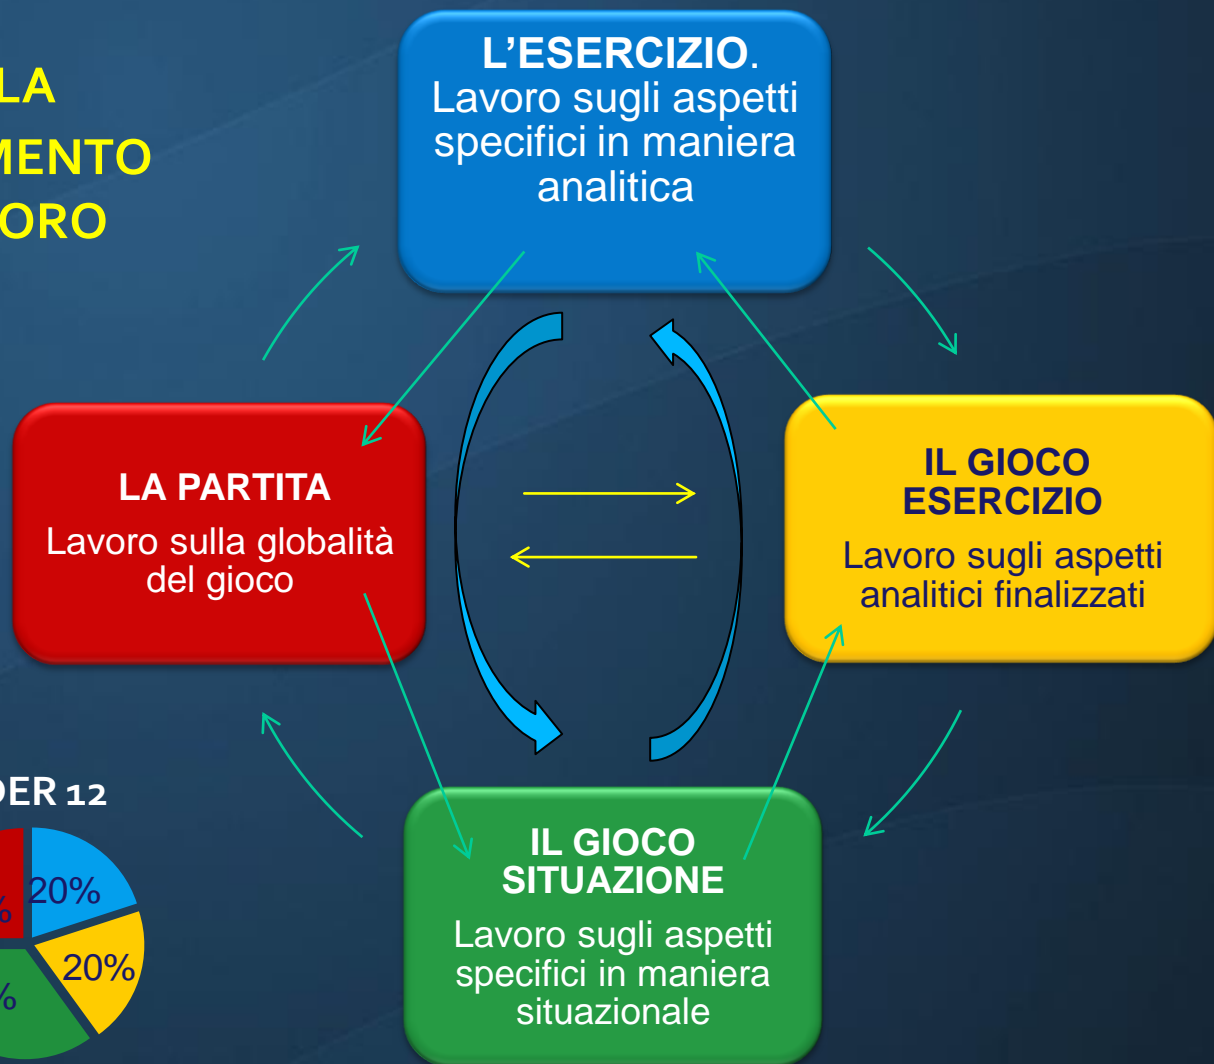 LA
MENTO
ORO
L’ESERCIZIO.
Lavoro sugli aspetti
specifici in maniera
analitica
LA PARTITA
Lavoro sulla globalità
del gioco
IL GIOCO
ESERCIZIO
Lavoro sugli aspetti
analitici finalizzati
IL GIOCO
SITUAZIONE
Lavoro sugli aspetti
specifici in maniera
situazionale
DER 12
20%
%
20%
%